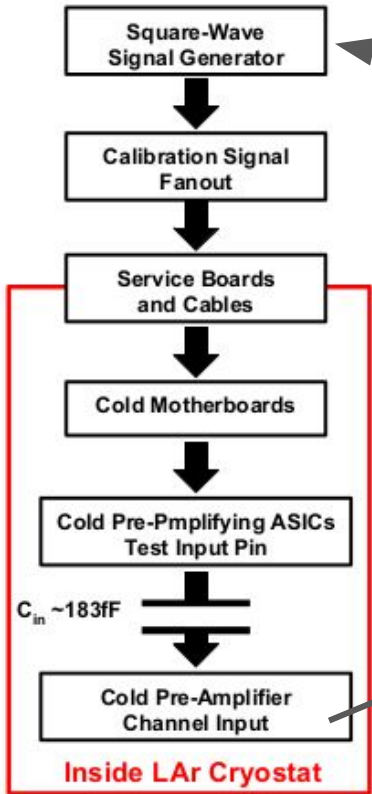 Square-Wave
Signal Generator
Calibration Signal
Fanout
Service Boards
and Cables
Cold Motherboards
Cold Pre-Pmplifying ASICs
Test Input Pin
C_in ~183fF
Cold Pre-Amplifier
Channel Input
Inside LAr Cryostat